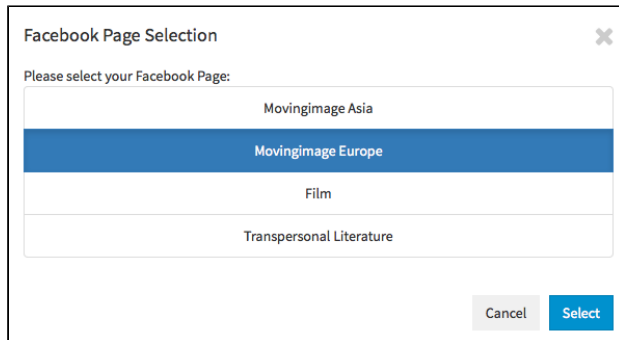 Facebook Page Selection
Please select your Facebook Page:
Movingimage Asia
Movingimage Europe
Film
Transpersonal Literature
Cancel Select